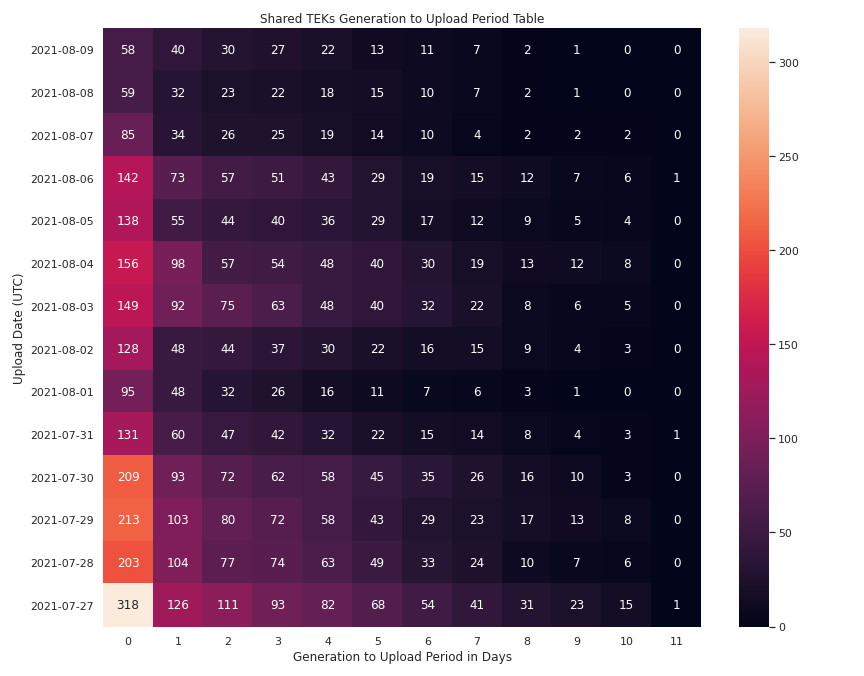 Shared TEKs Generation to Upload Period Table
Upload Date (UTC)
2021-08-09 58 40 30 27 22 13 11 7 2 1 0 0
2021-08-08 59 32 23 22 18 15 10 7 2 1 0 0
2021-08-07 85 34 26 25 19 14 10 4 2 2 2 0
2021-08-06 142 73 57 51 43 29 19 15 12 7 6 1
2021-08-05 138 55 44 40 36 29 17 12 9 5 4 0
2021-08-04 156 98 57 54 48 40 30 19 13 12 8 0
2021-08-03 149 92 75 63 48 40 32 22 8 6 5 0
2021-08-02 128 48 44 37 30 22 16 15 9 4 3 0
2021-08-01 95 48 32 26 16 11 7 6 3 1 0 0
2021-07-31 131 60 47 42 32 22 15 14 8 4 3 1
2021-07-30 209 93 72 62 58 45 35 26 16 10 3 0
2021-07-29 213 103 80 72 58 43 29 23 17 13 8 0
2021-07-28 203 104 77 74 63 49 33 24 10 7 6 0
2021-07-27 318 126 111 93 82 68 54 41 31 23 15 1
0 1 2 3 4 5 6 7 8 9 10 11
Generation to Upload Period in Days
300
250
200
150
100
50
0